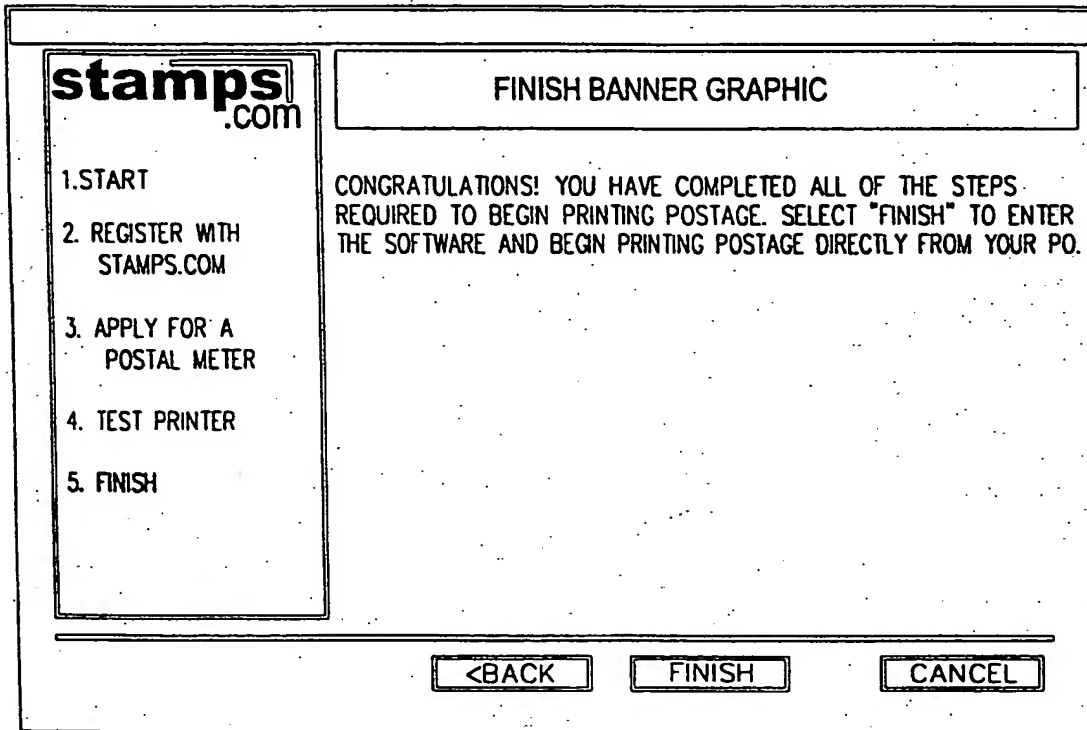 stamps
.com
1.START
2. REGISTER WITH
STAMPS.COM
3. APPLY FOR A
POSTAL METER
4. TEST PRINTER
5. FINISH
FINISH BANNER GRAPHIC
CONGRATULATIONS! YOU HAVE COMPLETED ALL OF THE STEPS
REQUIRED TO BEGIN PRINTING POSTAGE. SELECT "FINISH" TO ENTER
THE SOFTWARE AND BEGIN PRINTING POSTAGE DIRECTLY FROM YOUR PO.
<BACK
FINISH
CANCEL